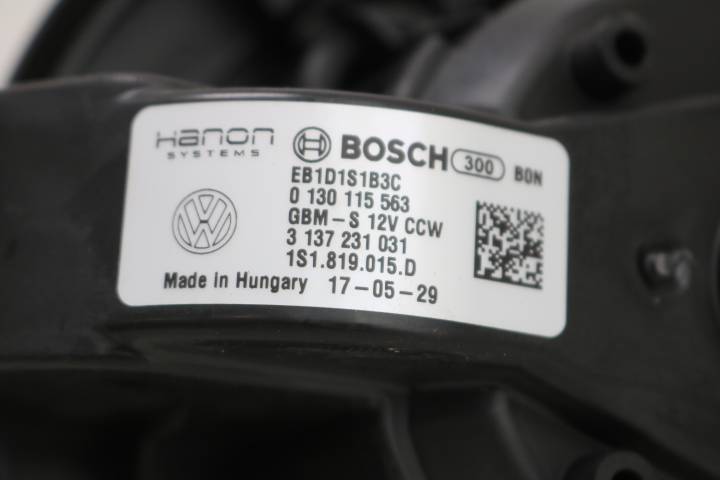 Hanon SYSTEMS
BOSCH 300 BON
EB1D1S1B3C
0 130 115 563
GBM-S 12V CCW
3 137 231 031
1S1.819.015.D
Made in Hungary 17-05-29